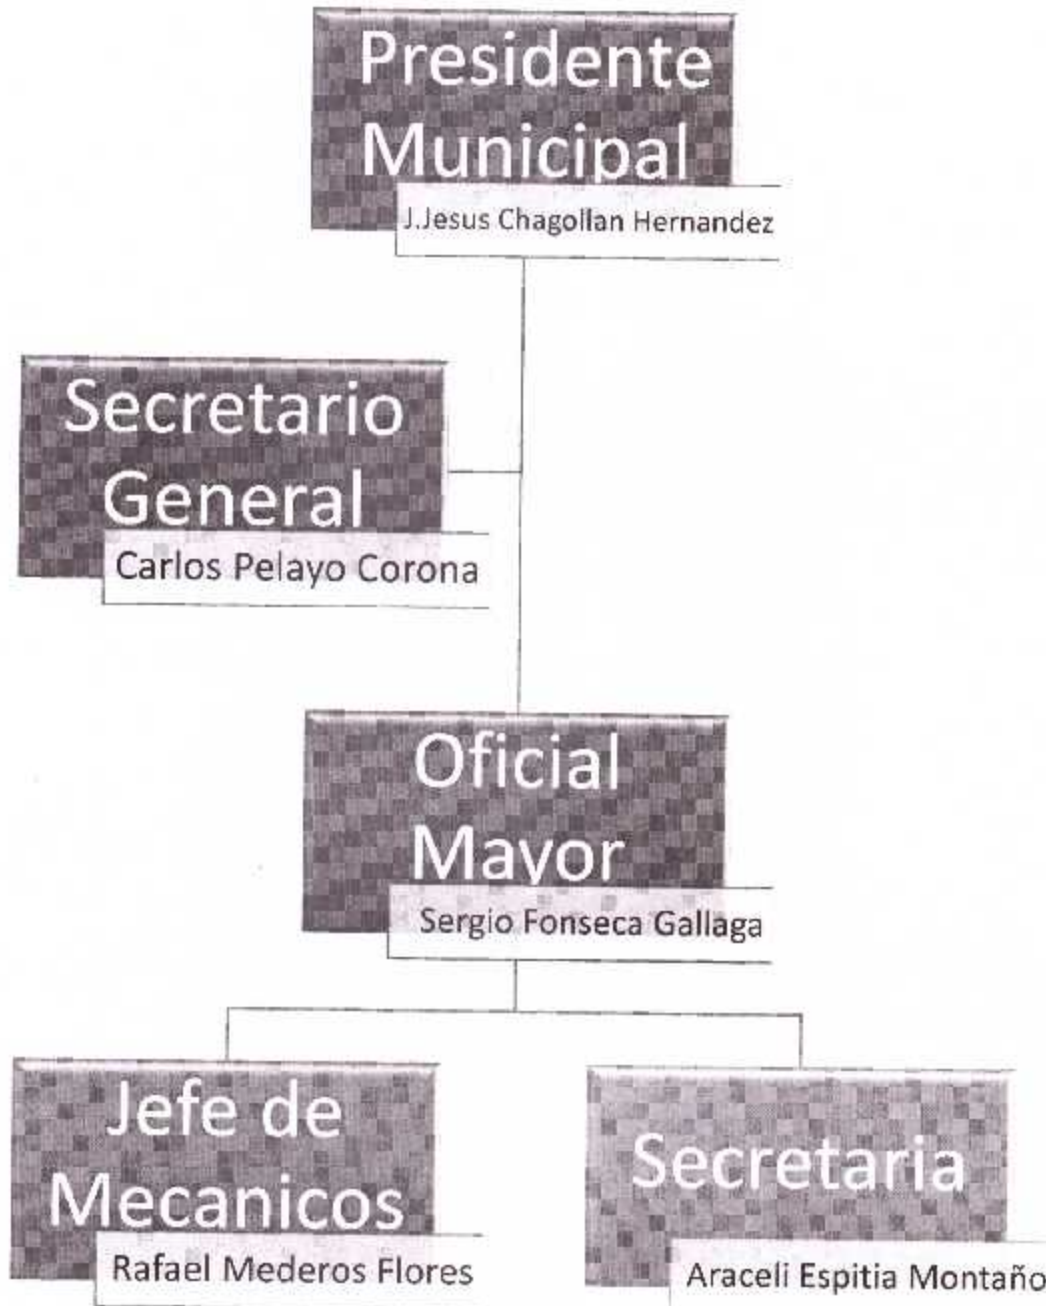 Presidente
Municipal
J.Jesus Chagollan Hernandez
Secretario
General
Carlos Pelayo Corona
Oficial
Mayor
Sergio Fonseca Gallaga
Jefe de
Mecanicos
Rafael Mederos Flores
Secretaria
Araceli Espitia Montaño